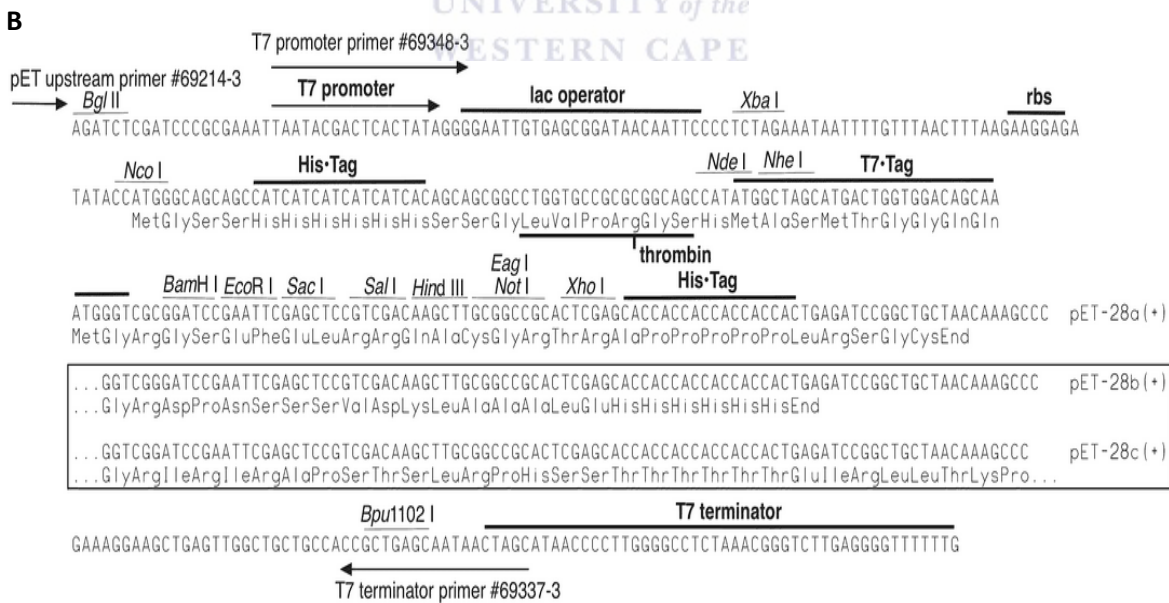 UNIVERSITY of the
WESTERN CAPE
B
T7 promoter primer #69348-3
pET upstream primer #69214-3
Bgl II
T7 promoter
lac operator
Xba I
rbs
AGATCTCGATCCCGCGAAATTAATACGACTCACTATAGGGGAATTGTGAGCGGATAACAATTCCCCTCTAGAAATAATTTTGTTTAACTTTAAGAAGGAGA
Nco I
His•Tag
Nde I
Nhe I
T7•Tag
TATACCATGGGCAGCAGCCATCATCATCATCATCACAGCAGCGGCCTGGTGCCGCGCGGCAGCCATATGGCTAGCATGACTGGTGGACAGCAA
MetGlySerSerHisHisHisHisHisHisSerSerGlyLeuValProArgGlySerHisMetAlaSerMetThrGlyGlyGlnGln
thrombin
BamH I
EcoR I
Sac I
Sal I
Hind III
Eag I
Not I
Xho I
His•Tag
ATGGGTCGCGGATCCGAATTCGAGCTCCGTCGACAAGCTTGCGGCCGCACTCGAGCACCACCACCACCACCACTGAGATCCGGCTGCTAACAAAGCCC pET-28a(+)
MetGlyArgGlySerGluPheGluLeuArgArgGlnAlaCysGlyArgThrArgAlaProProProProProLeuArgSerGlyCysEnd
...GGTCGGGATCCGAATTCGAGCTCCGTCGACAAGCTTGCGGCCGCACTCGAGCACCACCACCACCACCACTGAGATCCGGCTGCTAACAAAGCCC pET-28b(+)
...GlyArgAspProAsnSerSerSerValAspLysLeuAlaAlaAlaLeuGluHisHisHisHisHisHisEnd
...GGTCGGATCCGAATTCGAGCTCCGTCGACAAGCTTGCGGCCGCACTCGAGCACCACCACCACCACCACTGAGATCCGGCTGCTAACAAAGCCC pET-28c(+)
...GlyArgIleArgIleArgAlaProSerThrSerLeuArgProHisSerSerThrThrThrThrThrThrGluIleArgLeuLeuThrLysPro...
Bpu1102 I
T7 terminator
GAAAGGAAGCTGAGTTGGCTGCTGCCACCGCTGAGCAATAACTAGCATAACCCCTTGGGGCCTCTAAACGGGTCTTGAGGGGTTTTTTG
T7 terminator primer #69337-3